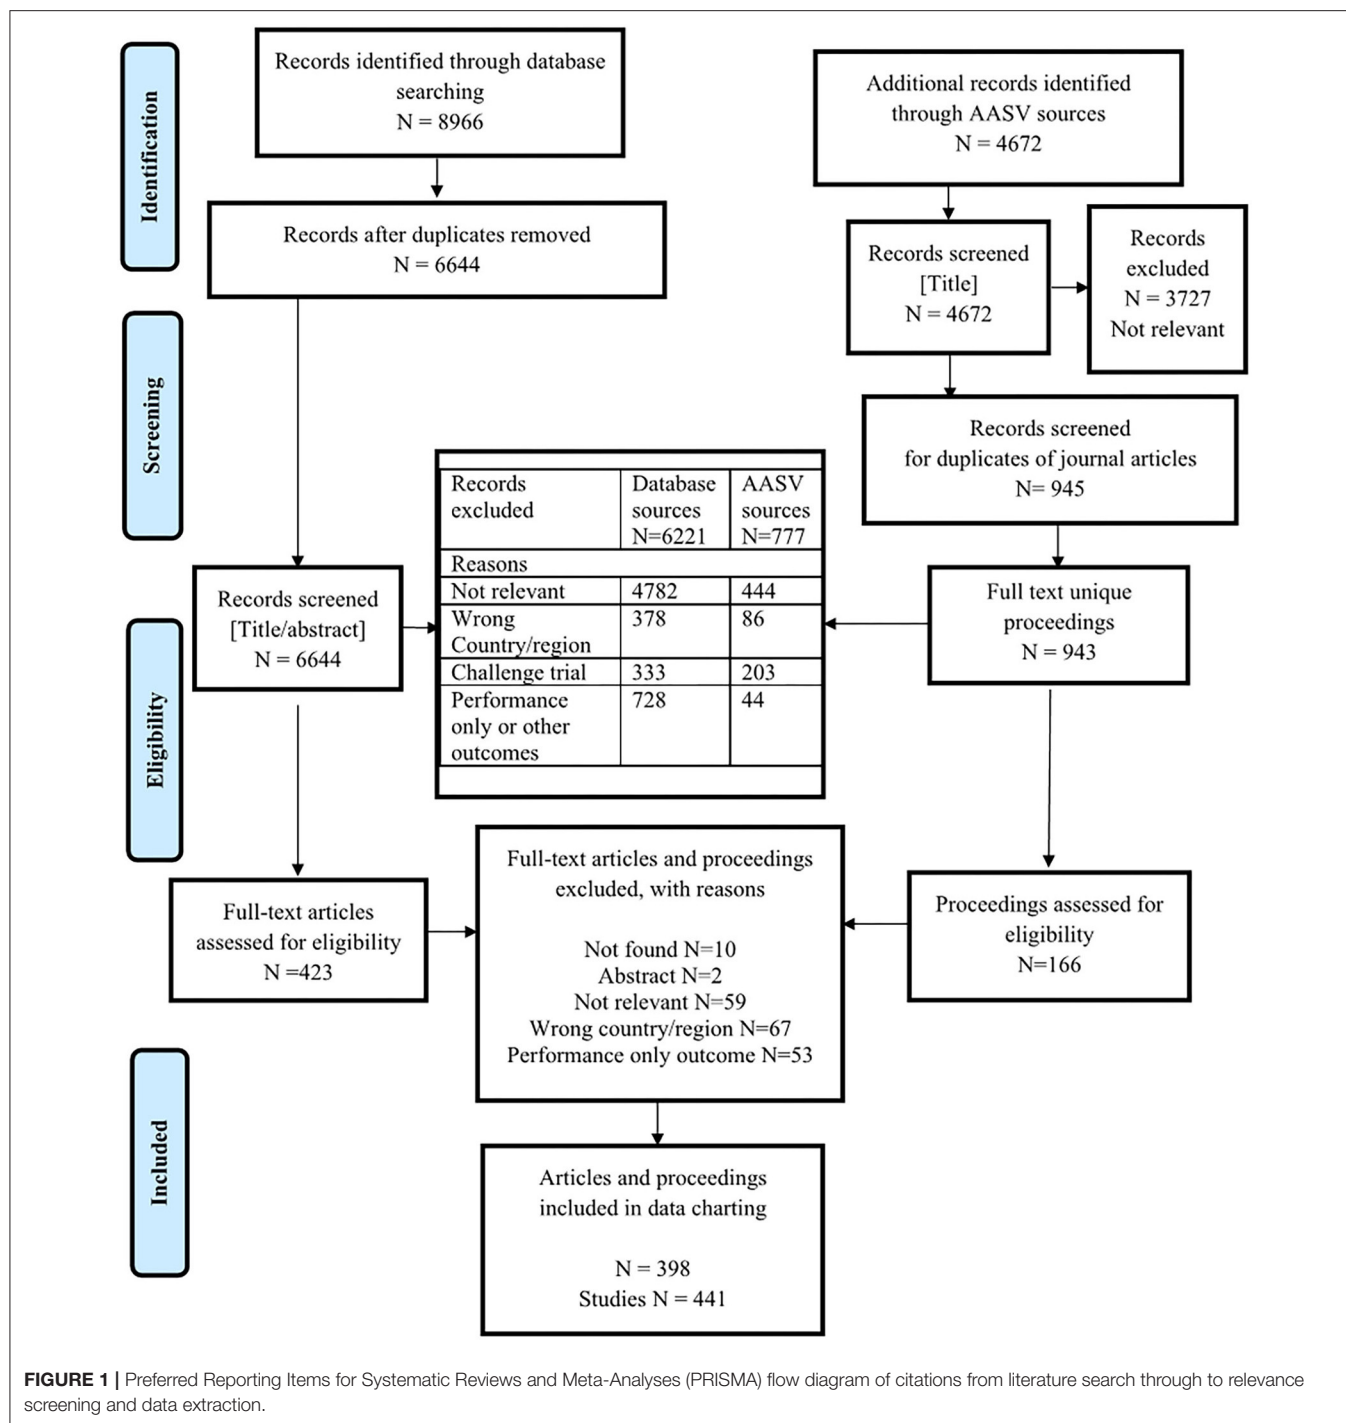 Identification
Records identified through database
searching
N = 8966
Additional records identified
through AASV sources
N = 4672
Records after duplicates removed
N = 6644
Records screened
[Title]
N = 4672
Records
excluded
N = 3727
Not relevant
Screening
Records screened
for duplicates of journal articles
N= 945
Records screened
[Title/abstract]
N = 6644
Records
excluded
Database
sources
N=6221
AASV
sources
N=777
Reasons
Not relevant 4782 444
Wrong 378 86
Country/region
Challenge trial 333 203
Performance 728 44
only or other
outcomes
Full text unique
proceedings
N = 943
Eligibility
Full-text articles
assessed for eligibility
N =423
Full-text articles and proceedings
excluded, with reasons
Not found N=10
Abstract N=2
Not relevant N=59
Wrong country/region N=67
Performance only outcome N=53
Proceedings assessed for
eligibility
N=166
Included
Articles and proceedings
included in data charting
N = 398
Studies N = 441
FIGURE 1 | Preferred Reporting Items for Systematic Reviews and Meta-Analyses (PRISMA) flow diagram of citations from literature search through to relevance
screening and data extraction.